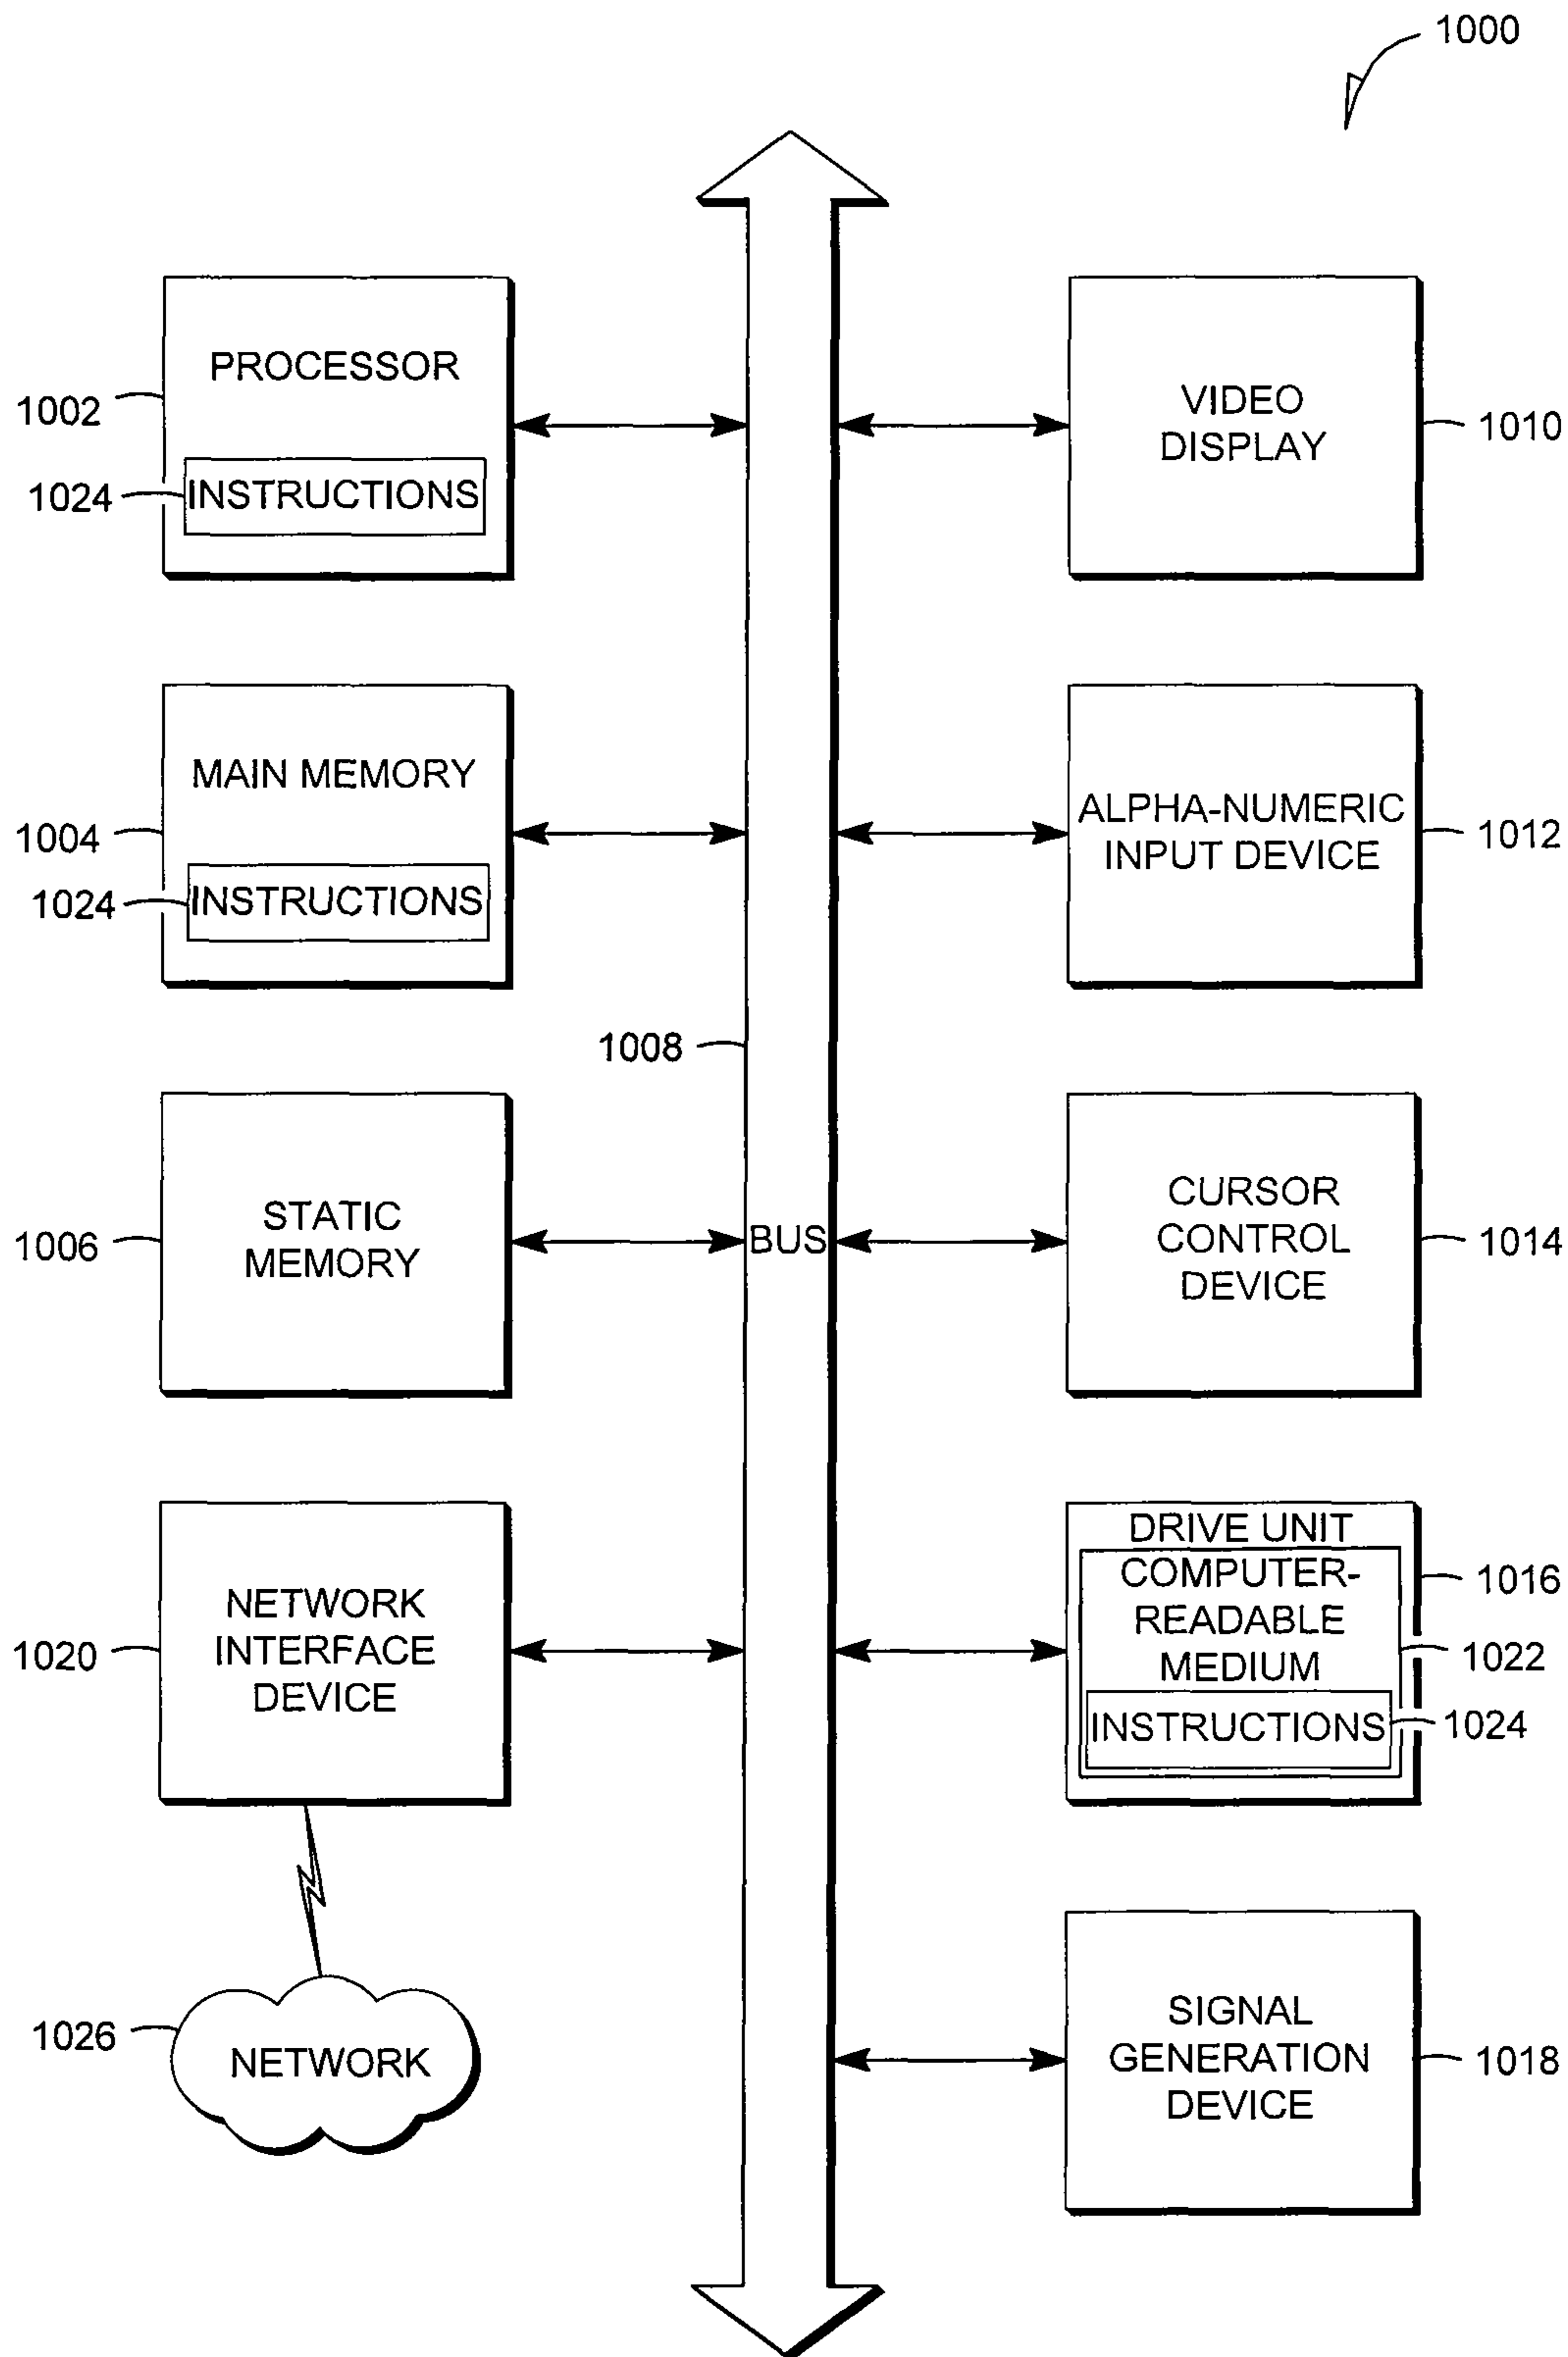 1000
PROCESSOR
1002
1024
INSTRUCTIONS
VIDEO
DISPLAY
1010
MAIN MEMORY
1004
1024
INSTRUCTIONS
ALPHA-NUMERIC
INPUT DEVICE
1012
1008
STATIC
MEMORY
1006
BUS
CURSOR
CONTROL
DEVICE
1014
NETWORK
INTERFACE
DEVICE
1020
DRIVE UNIT
1016
COMPUTER-
READABLE
MEDIUM
1022
INSTRUCTIONS
1024
1026
NETWORK
SIGNAL
GENERATION
DEVICE
1018